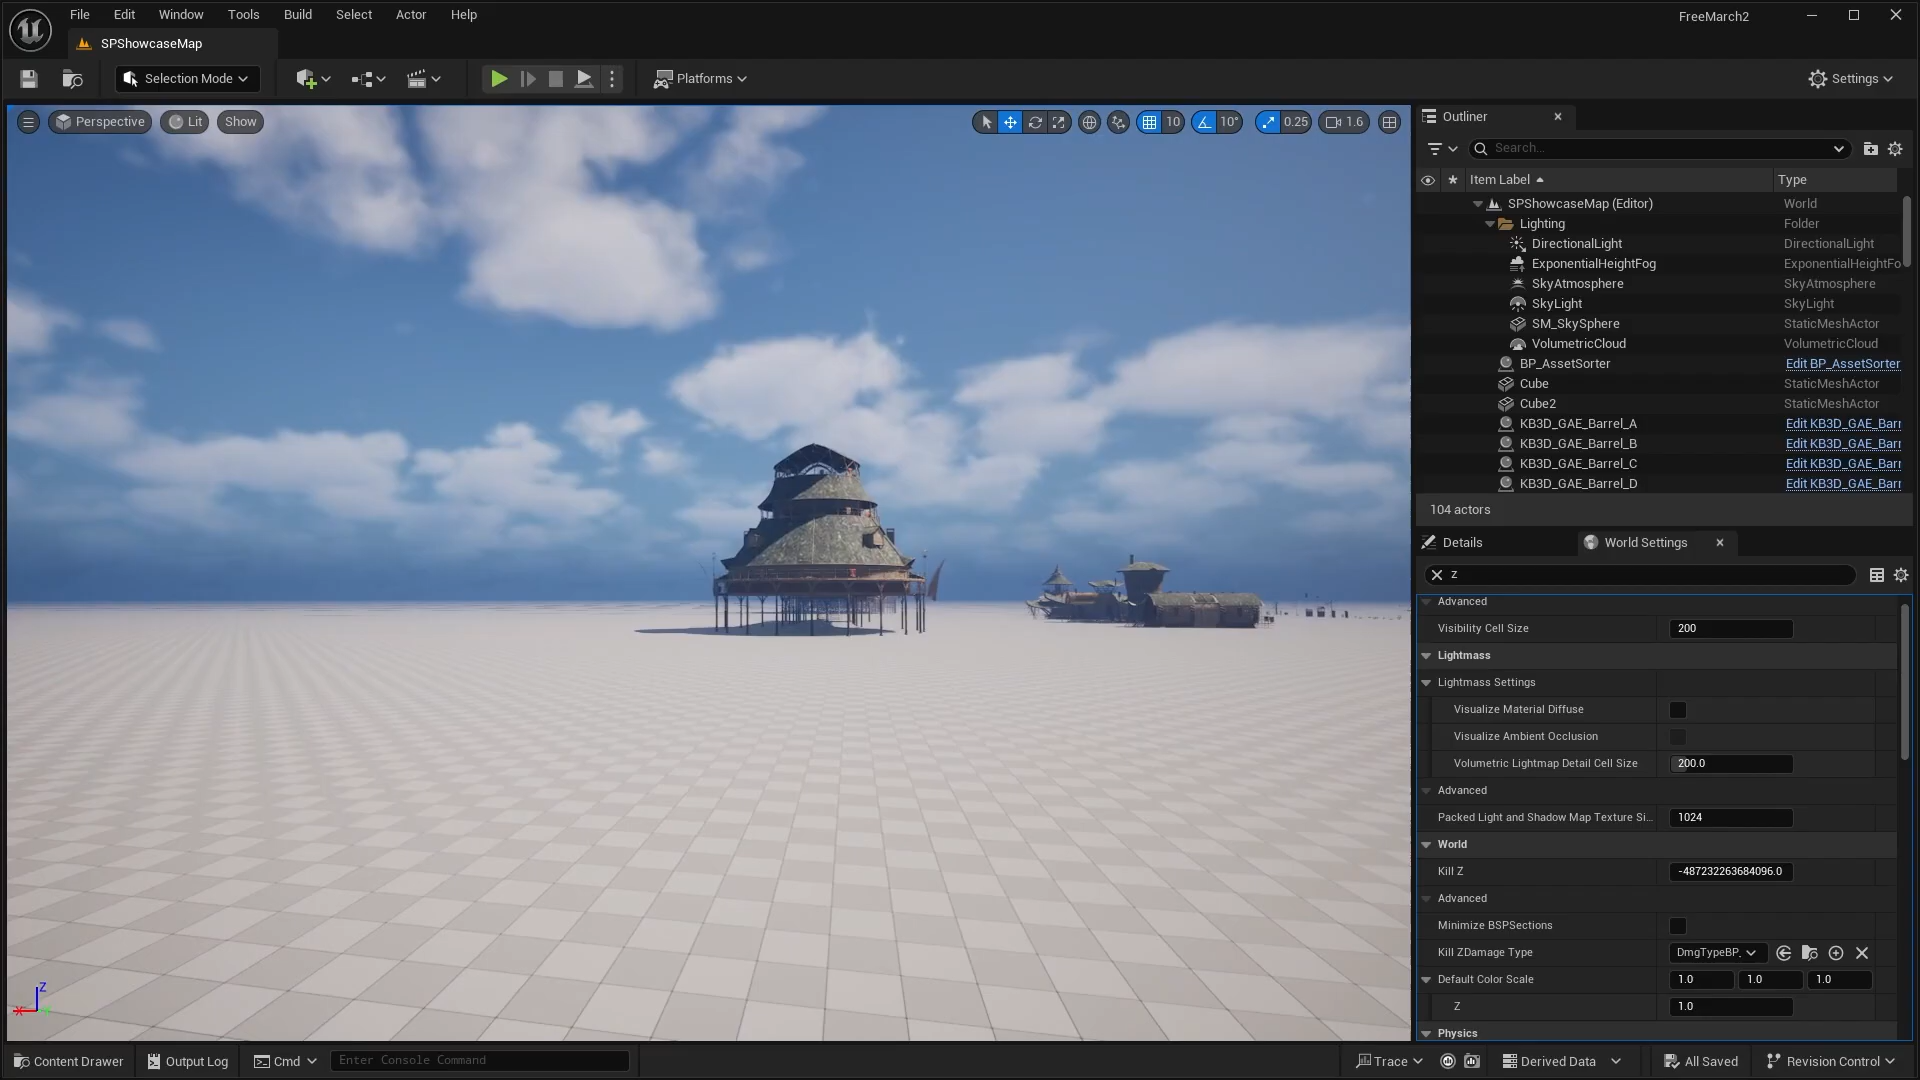 File Edit Window Tools Build Select Actor Help
FreeMarch2
SPShowcaseMap
Selection Mode
Platforms
Settings
Perspective Lit Show
10 10° 0.25 1.6
Outliner
Search...
Item Label Type
SPShowcaseMap (Editor) World
Lighting Folder
DirectionalLight DirectionalLight
ExponentialHeightFog ExponentialHeightFo
SkyAtmosphere SkyAtmosphere
SkyLight SkyLight
SM_SkySphere StaticMeshActor
VolumetricCloud VolumetricCloud
BP_AssetSorter Edit BP_AssetSorter
Cube StaticMeshActor
Cube2 StaticMeshActor
KB3D_GAE_Barrel_A Edit KB3D_GAE_Barr
KB3D_GAE_Barrel_B Edit KB3D_GAE_Barr
KB3D_GAE_Barrel_C Edit KB3D_GAE_Barr
KB3D_GAE_Barrel_D Edit KB3D_GAE_Barr
104 actors
Details World Settings
z
Advanced
Visibility Cell Size 200
Lightmass
Lightmass Settings
Visualize Material Diffuse
Visualize Ambient Occlusion
Volumetric Lightmap Detail Cell Size 200.0
Advanced
Packed Light and Shadow Map Texture Si... 1024
World
Kill Z -487232263684096.0
Advanced
Minimize BSPSections
Kill ZDamage Type DmgTypeBP_
Default Color Scale 1.0 1.0 1.0
Z 1.0
Physics
Z
X
Content Drawer Output Log Cmd Enter Console Command
Trace Derived Data All Saved Revision Control